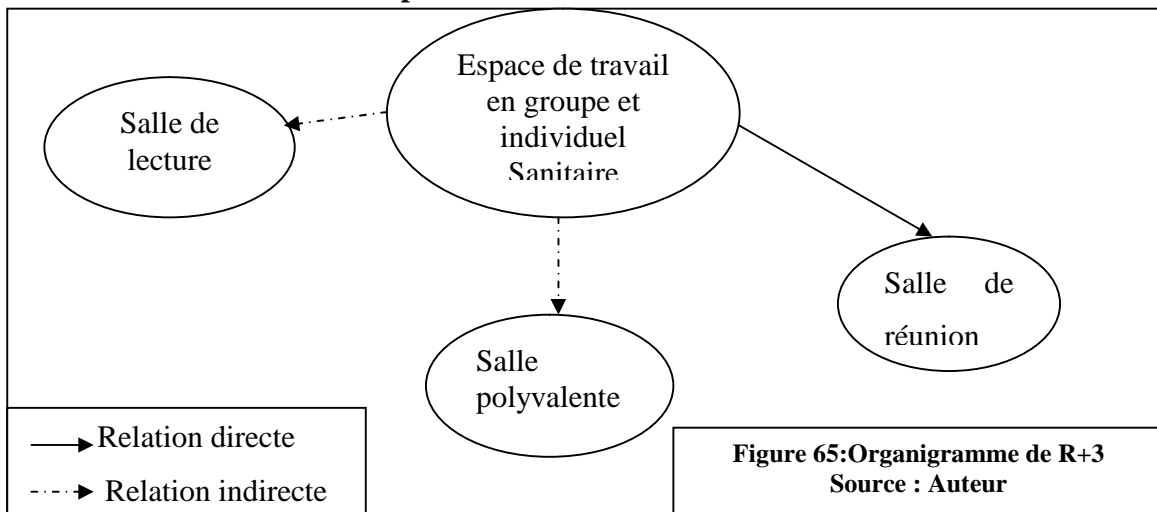 Espace de travail
en groupe et
individuel
Sanitaire
Salle de
lecture
Salle de
réunion
Salle
polyvalente
Relation directe
Relation indirecte
Figure 65:Organigramme de R+3
Source : Auteur